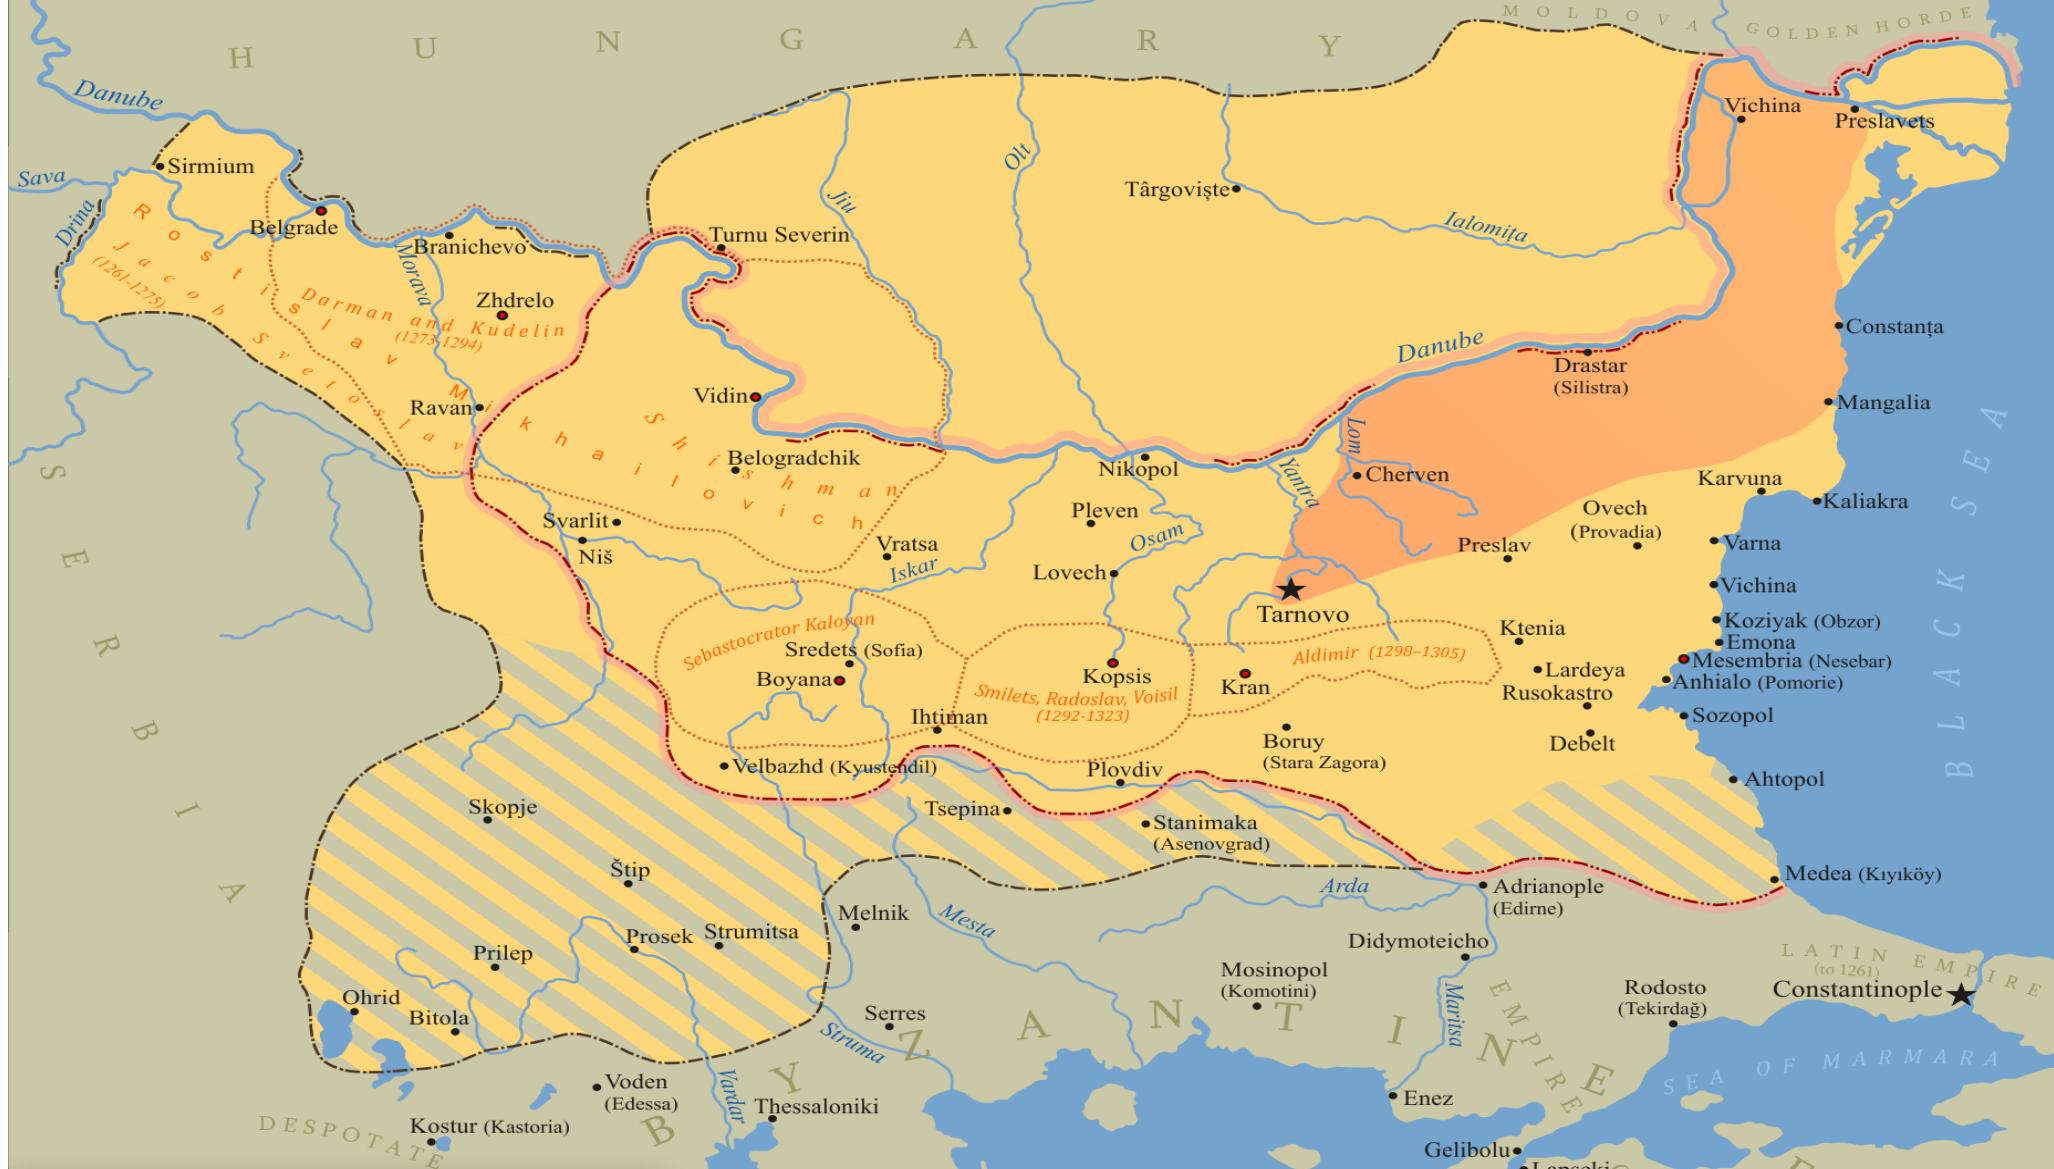 HUNGARY
MOLDOVA
GOLDEN HORDE
Danube
Sava
Drina
Sirmium
Belgrade
Branichevo
Morava
Zhdrelo
Turnu Severin
Jiu
Olt
Târgoviște
Ialomița
Vichina
Preslavets
Rostislav Mikhailovich
Jacob Svetoslav
(1261-1275)
Darman and Kudelin
(1273-1294)
Ravan
Vidin
Shishman
Belogradchik
Danube
Drastar
(Silistra)
Constanța
Mangalia
Lom
Cherven
Yantra
Nikopol
Pleven
Osam
Lovech
Svarlit
Niš
Vratsa
Iskar
Karvuna
Kaliakra
Ovech
(Provadia)
Preslav
Varna
Vichina
Koziyak (Obzor)
Emona
Mesembria (Nesebar)
Anhialo (Pomorie)
Sozopol
Tarnovo
Ktenia
Lardeya
Rusokastro
Debelt
Ahtopol
BLACK SEA
SERBIA
Sebastocrator Kaloyan
Sredets (Sofia)
Boyana
Kopsis
Smilets, Radoslav, Voisil
(1292-1323)
Kran
Aldimir (1298-1305)
Ihtiman
Boruy
(Stara Zagora)
Velbazhd (Kyustendil)
Plovdiv
Tsepina
Stanimaka
(Asenovgrad)
Skopje
Štip
Medea (Kıyıköy)
Adrianople
(Edirne)
Arda
Melnik
Mesta
Prosek
Strumitsa
Prilep
Ohrid
Bitola
Didymoteicho
Mosinopol
(Komotini)
Maritsa
LATIN EMPIRE
(to 1261)
Constantinople
Rodosto
(Tekirdağ)
Serres
Struma
BYZANTINE
EMPIRE
SEA OF MARMARA
Voden
(Edessa)
Vardar
Thessaloniki
Enez
DESPOTATE
Kostur (Kastoria)
Gelibolu
Lapseki